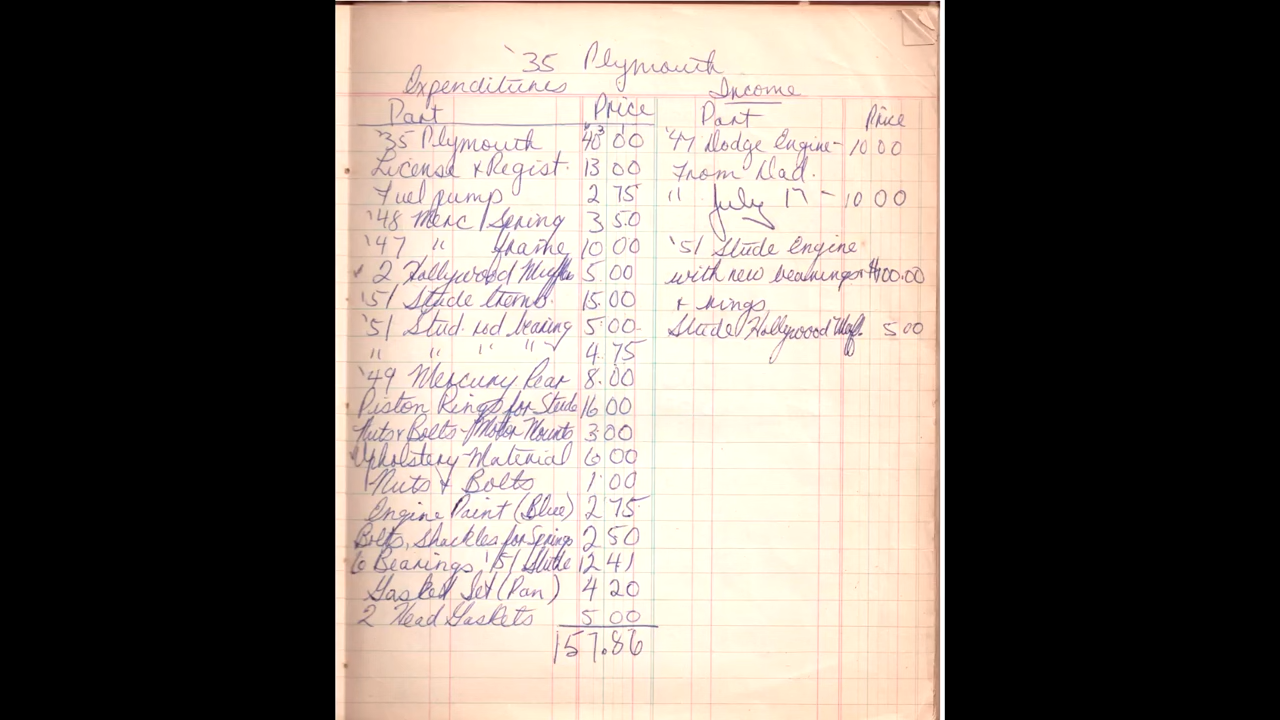 '35 Plymouth
Expenditures Income
Part Price Part Price
'35 Plymouth 40 00 '47 Dodge Engine - 10 00
License & Regist. 13 00 From Dad.
Fuel pump 2 75 " July 17 - 10 00
'48 Merc Spring 3 50
'47 " frame 10 00 '51 Stude Engine
2 Hollywood Muffs 5 00 with new bearings $100.00
'51 Stude 15 00 & rings
'51 Stud. rod bearing 5 00 Stude Hollywood Muf. 5 00
" " " " 4 75
'49 Mercury Rear 8.00
Piston Rings for Stude 16 00
Nuts & Bolts - Motor Mounts 3 00
Upholstery Material 6 00
Nuts & Bolts 1 00
Engine Paint (Blue) 2 75
Bolts, Shackles for Springs 2 50
6 Bearings '51 Stude 12 41
Gasket Set (Pan) 4 20
2 Head Gaskets 5 00
157.86